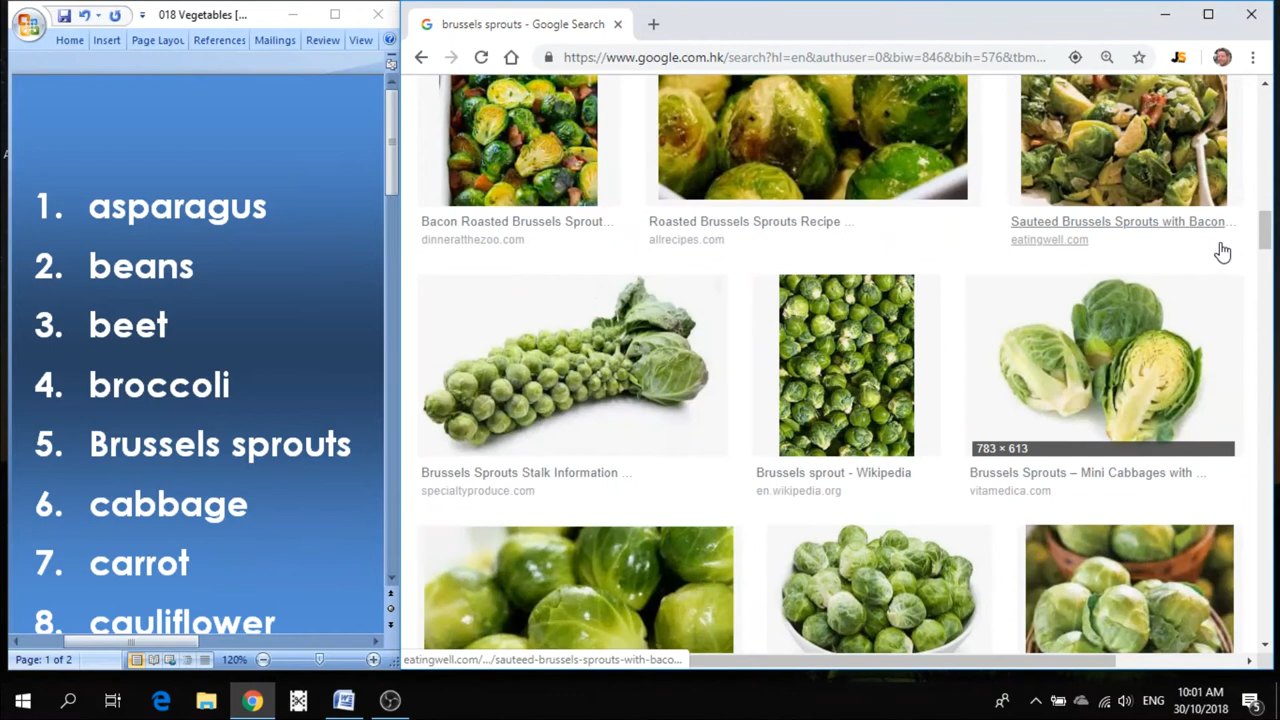 018 Vegetables [...
Home Insert Page Layou References Mailings Review View
1. asparagus
2. beans
3. beet
4. broccoli
5. Brussels sprouts
6. cabbage
7. carrot
8. cauliflower
Page: 1 of 2 120%
brussels sprouts - Google Search
https://www.google.com.hk/search?hl=en&authuser=0&biw=846&bih=576&tbm...
JS
Bacon Roasted Brussels Sprout...
dinneratthezoo.com
Roasted Brussels Sprouts Recipe ...
allrecipes.com
Sauteed Brussels Sprouts with Bacon...
eatingwell.com
783 × 613
Brussels Sprouts Stalk Information ...
specialtyproduce.com
Brussels sprout - Wikipedia
en.wikipedia.org
Brussels Sprouts – Mini Cabbages with ...
vitamedica.com
eatingwell.com/.../sauteed-brussels-sprouts-with-baco...
ENG
10:01 AM
30/10/2018
5